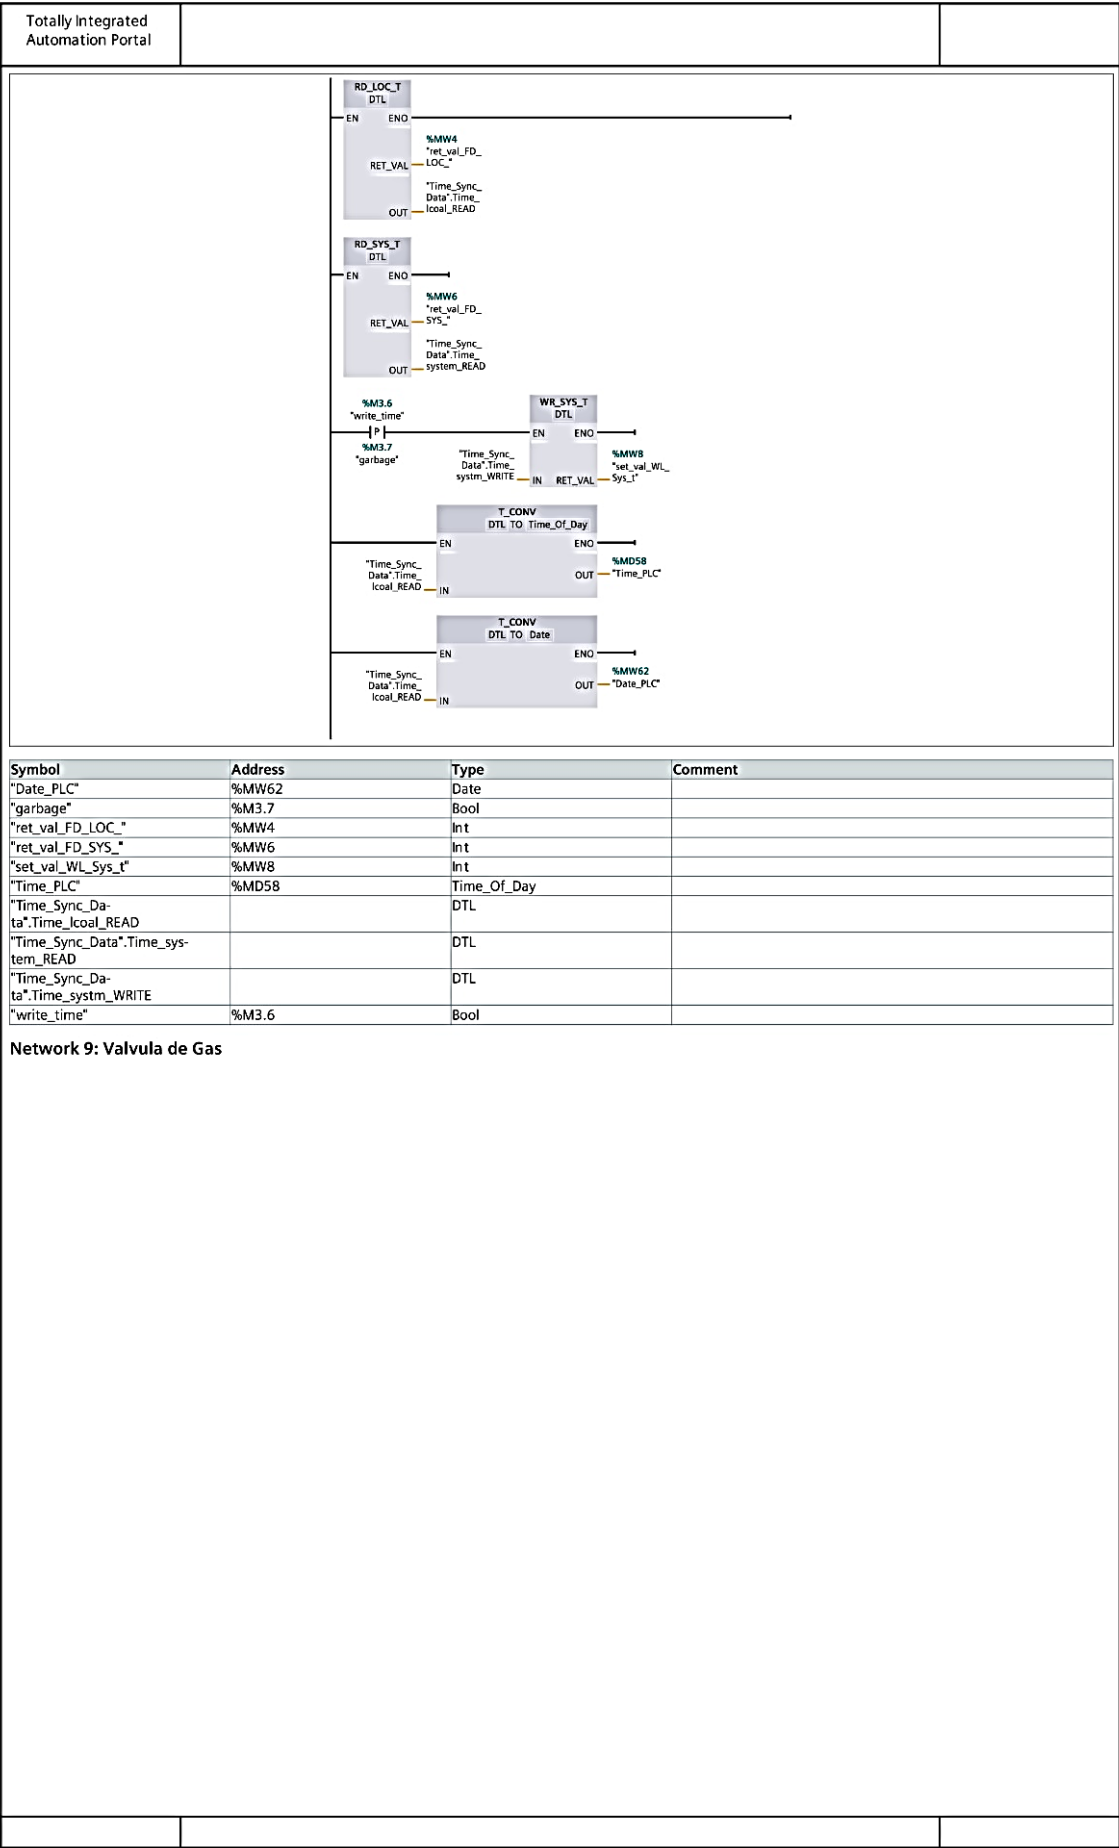 Totally Integrated
Automation Portal
RD_LOC_T
DTL
EN ENO
%MW4
"ret_val_FD_
LOC_"
RET_VAL
"Time_Sync_
Data".Time_
lcoal_READ
OUT
RD_SYS_T
DTL
EN ENO
%MW6
"ret_val_FD_
SYS_"
RET_VAL
"Time_Sync_
Data".Time_
system_READ
OUT
%M3.6
"write_time"
P
%M3.7
"garbage"
WR_SYS_T
DTL
EN ENO
"Time_Sync_
Data".Time_
systm_WRITE
IN RET_VAL
%MW8
"set_val_WL_
Sys_t"
T_CONV
DTL TO Time_Of_Day
EN ENO
"Time_Sync_
Data".Time_
lcoal_READ
IN
OUT
%MD58
"Time_PLC"
T_CONV
DTL TO Date
EN ENO
"Time_Sync_
Data".Time_
lcoal_READ
IN
OUT
%MW62
"Date_PLC"
Symbol Address Type Comment
"Date_PLC" %MW62 Date
"garbage" %M3.7 Bool
"ret_val_FD_LOC_" %MW4 Int
"ret_val_FD_SYS_" %MW6 Int
"set_val_WL_Sys_t" %MW8 Int
"Time_PLC" %MD58 Time_Of_Day
"Time_Sync_Da- DTL
ta".Time_lcoal_READ
"Time_Sync_Data".Time_sys- DTL
tem_READ
"Time_Sync_Da- DTL
ta".Time_systm_WRITE
"write_time" %M3.6 Bool
Network 9: Valvula de Gas